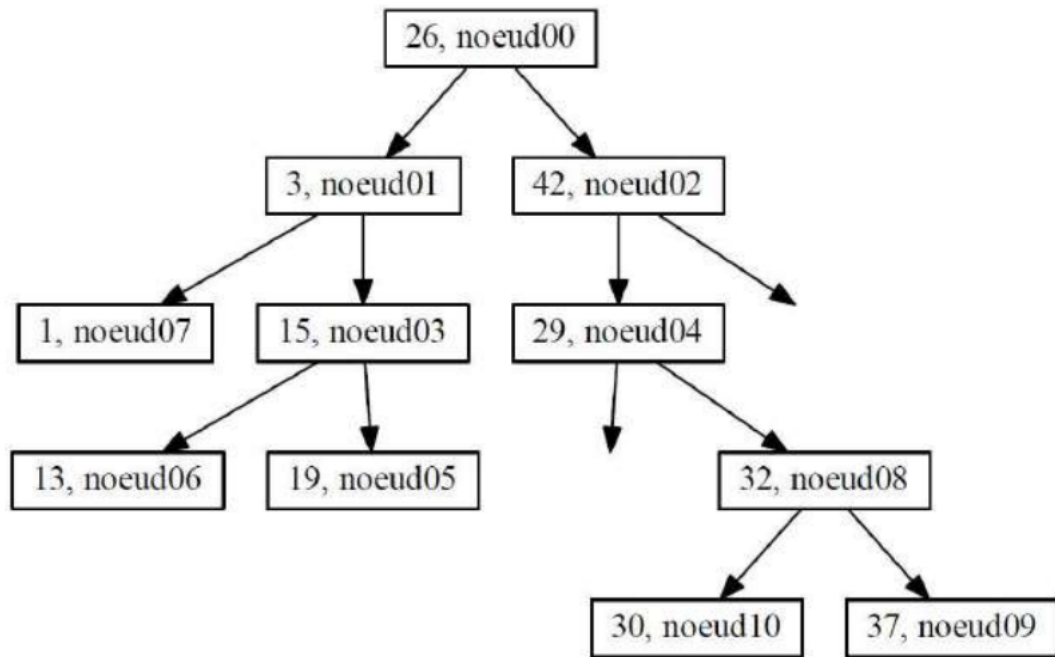 26, noeud00
3, noeud01
42, noeud02
1, noeud07
15, noeud03
29, noeud04
13, noeud06
19, noeud05
32, noeud08
30, noeud10
37, noeud09